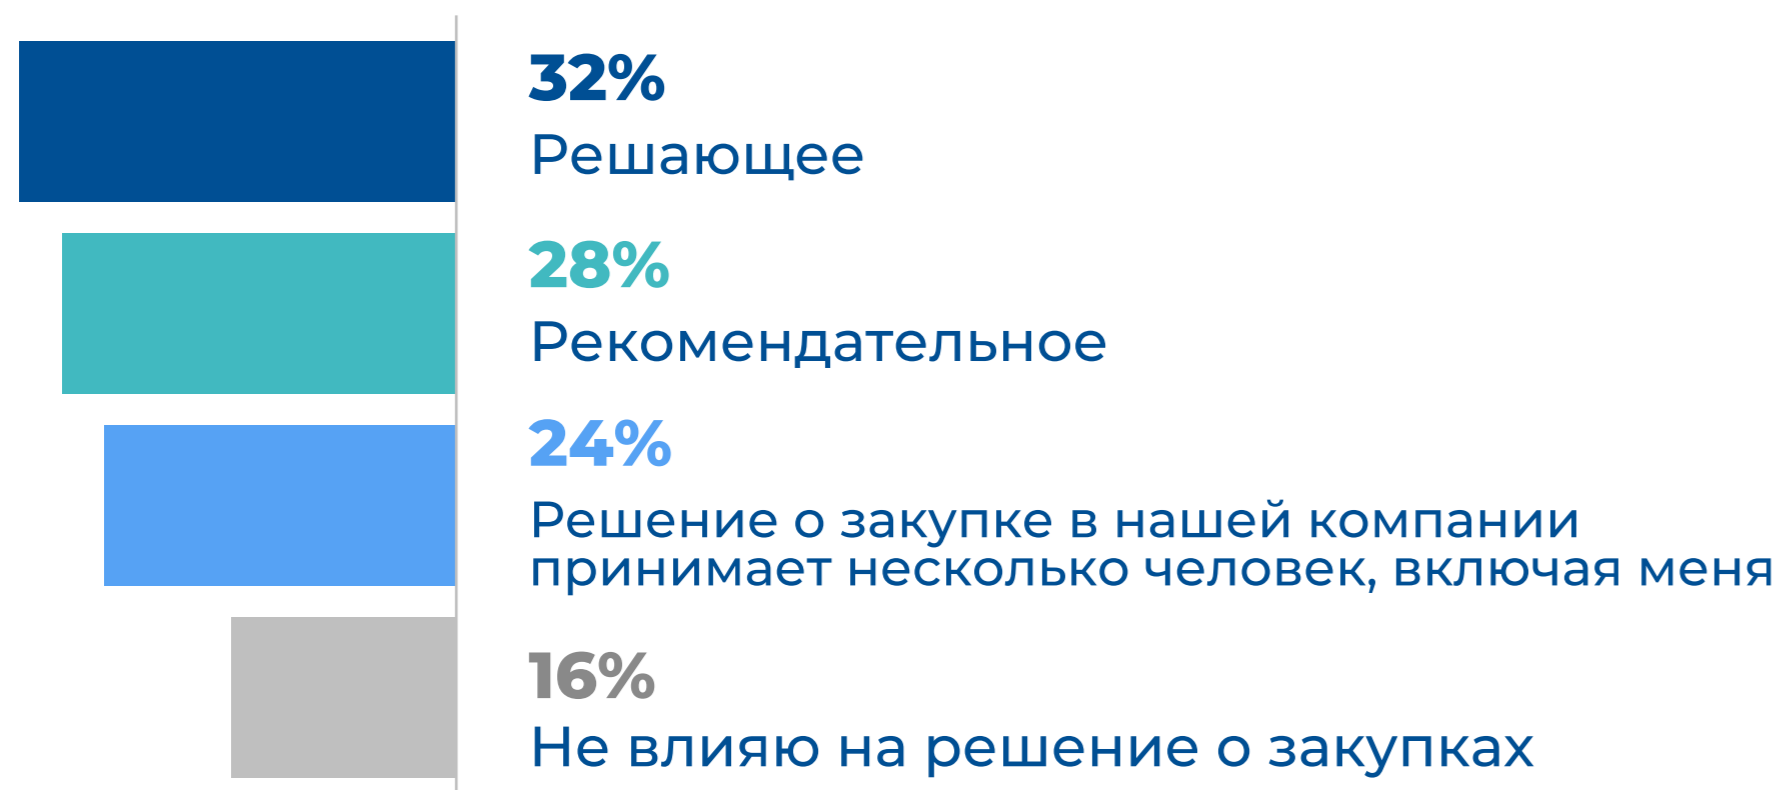 32%
Решающее
28%
Рекомендательное
24%
Решение о закупке в нашей компании
принимает несколько человек, включая меня
16%
Не влияю на решение о закупках